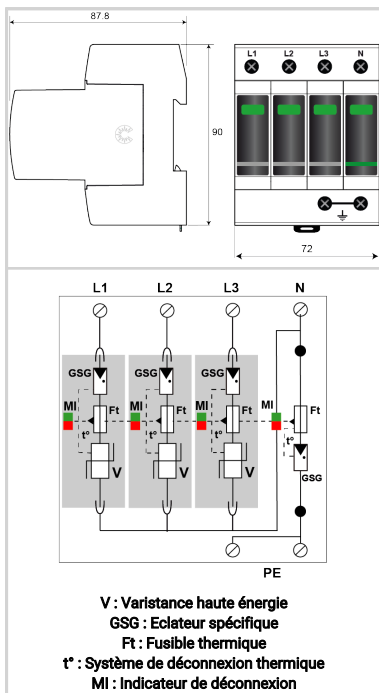 87.8
L1 L2 L3 N
90
72
L1 L2 L3 N
GSG GSG GSG
MI Ft MI Ft MI Ft MI Ft
t° t° t° t°
V V V GSG
PE
V : Varistance haute énergie
GSG : Eclateur spécifique
Ft : Fusible thermique
t° : Système de déconnexion thermique
MI : Indicateur de déconnexion